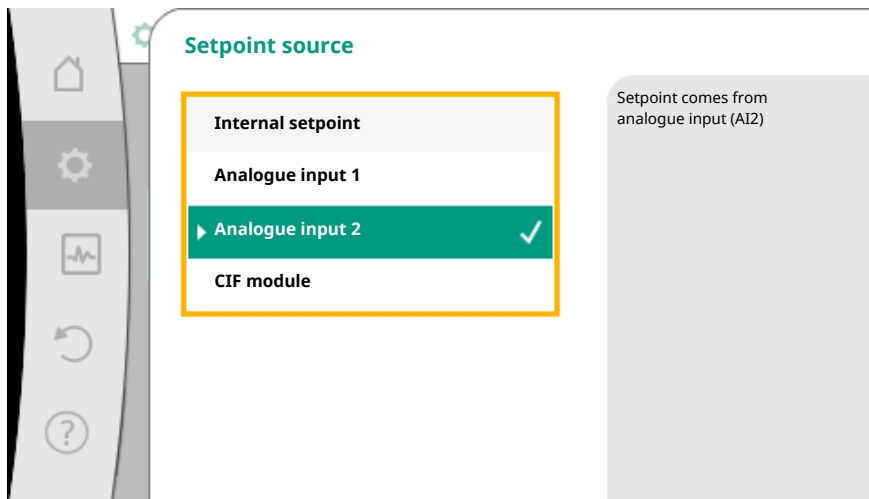 Setpoint source
Internal setpoint
Analogue input 1
Analogue input 2
CIF module
Setpoint comes from
analogue input (AI2)
?